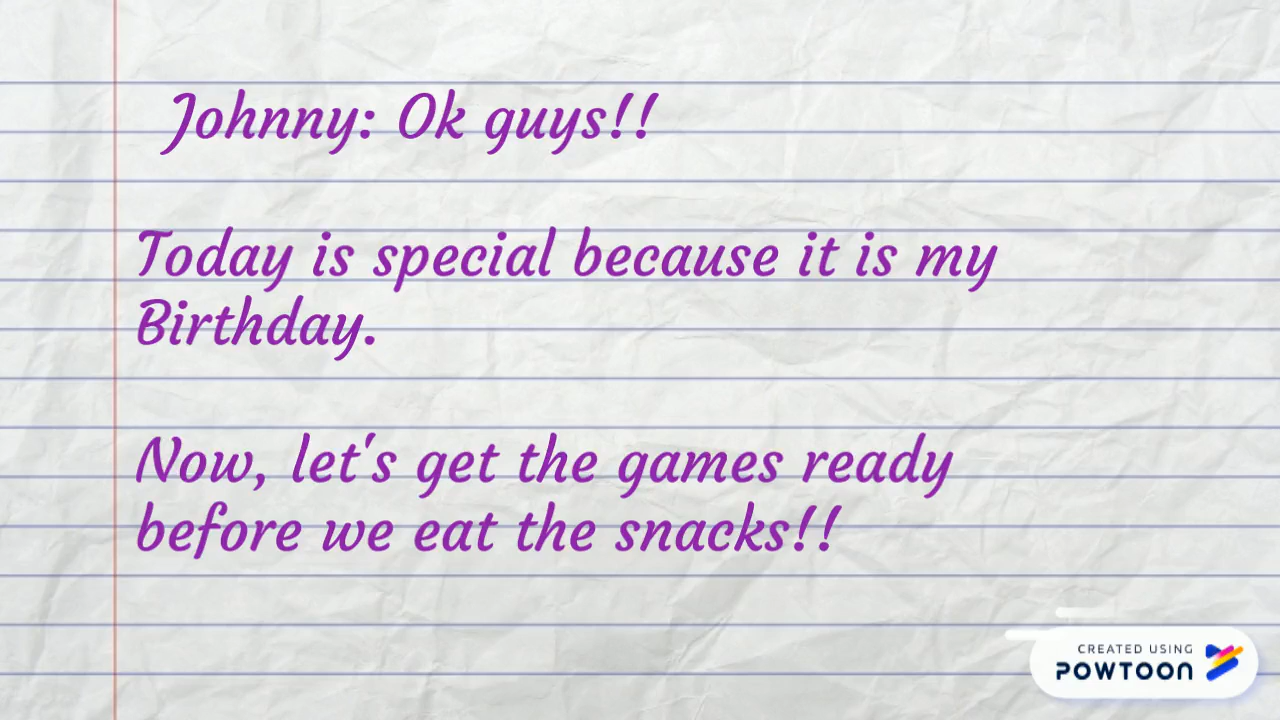 Johnny: Ok guys!!
Today is special because it is my
Birthday.
Now, let's get the games ready
before we eat the snacks!!
CREATED USING
POWTOON